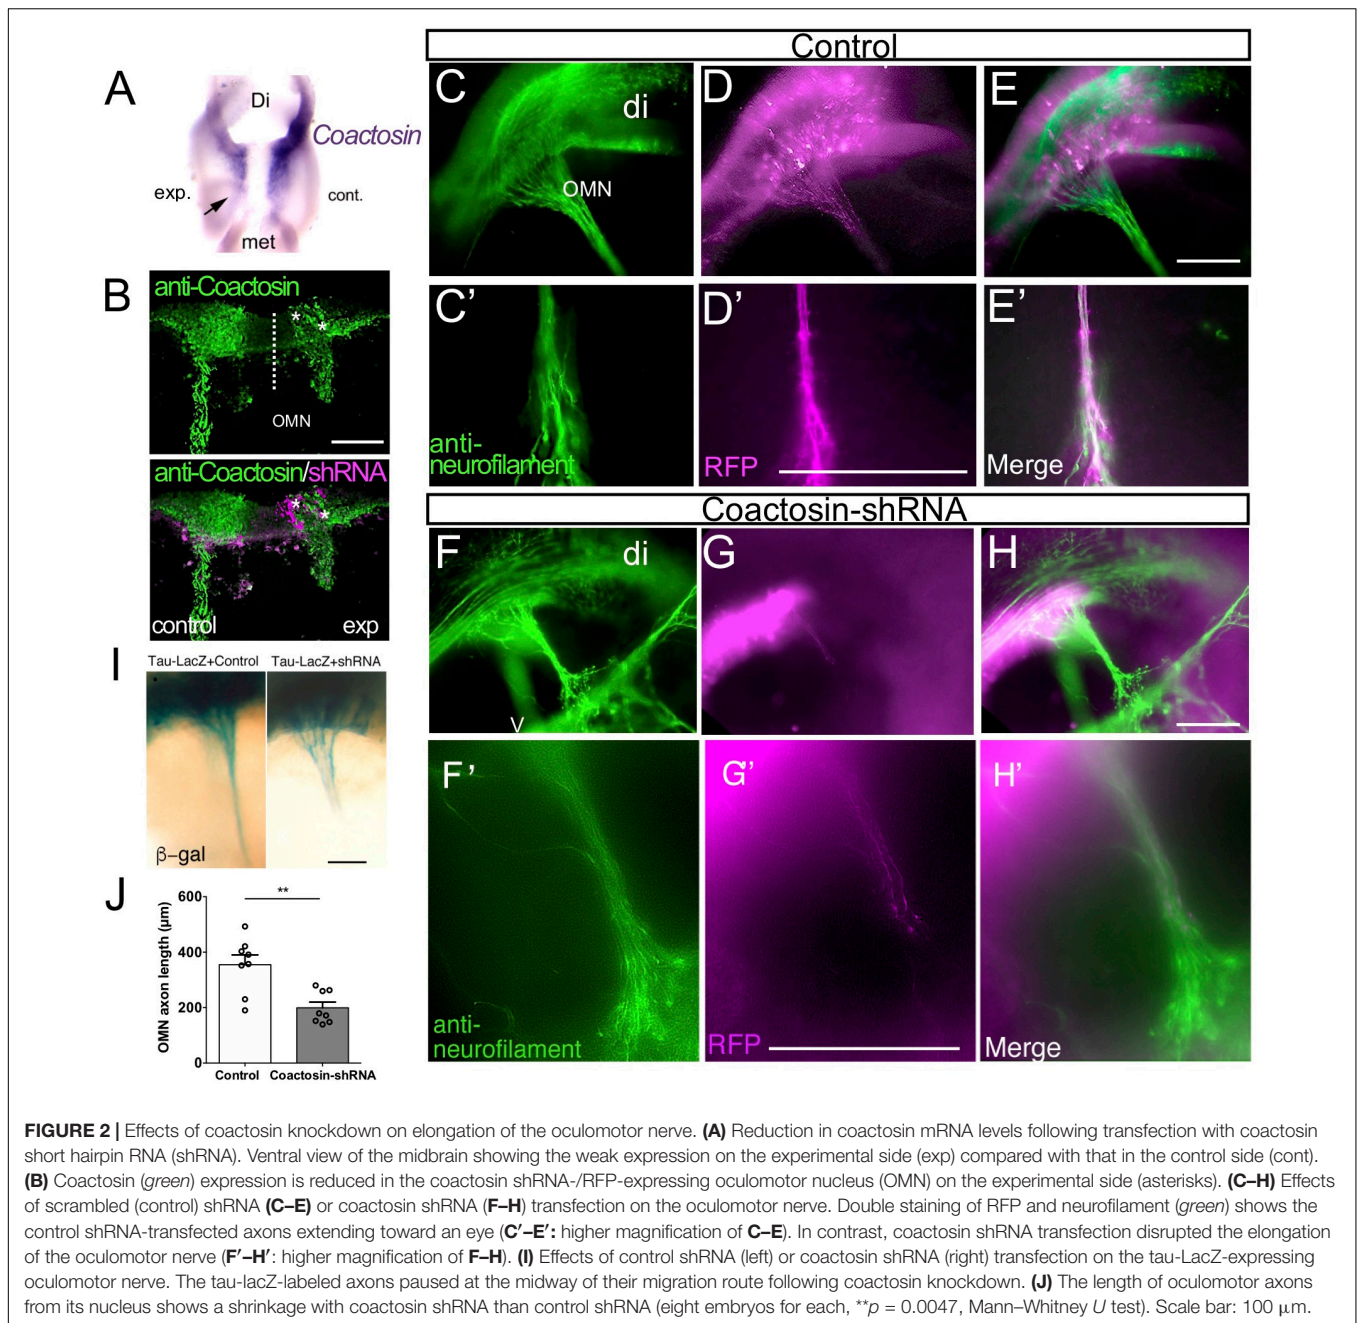 A
Di
Coactosin
exp.
cont.
met
B
anti-Coactosin
*
*
OMN
anti-Coactosin/shRNA
*
*
control
exp
Control
C
di
OMN
D
E
C'
anti-
neurofilament
D'
RFP
E'
Merge
Coactosin-shRNA
F
di
V
G
H
F'
anti-
neurofilament
G'
RFP
H'
Merge
I
Tau-LacZ+Control
Tau-LacZ+shRNA
β-gal
J
OMN axon length (μm)
600
400
200
0
**
Control
Coactosin-shRNA
FIGURE 2 | Effects of coactosin knockdown on elongation of the oculomotor nerve. (A) Reduction in coactosin mRNA levels following transfection with coactosin
short hairpin RNA (shRNA). Ventral view of the midbrain showing the weak expression on the experimental side (exp) compared with that in the control side (cont).
(B) Coactosin (green) expression is reduced in the coactosin shRNA-/RFP-expressing oculomotor nucleus (OMN) on the experimental side (asterisks). (C–H) Effects
of scrambled (control) shRNA (C–E) or coactosin shRNA (F–H) transfection on the oculomotor nerve. Double staining of RFP and neurofilament (green) shows the
control shRNA-transfected axons extending toward an eye (C′–E′: higher magnification of C–E). In contrast, coactosin shRNA transfection disrupted the elongation
of the oculomotor nerve (F′–H′: higher magnification of F–H). (I) Effects of control shRNA (left) or coactosin shRNA (right) transfection on the tau-LacZ-expressing
oculomotor nerve. The tau-lacZ-labeled axons paused at the midway of their migration route following coactosin knockdown. (J) The length of oculomotor axons
from its nucleus shows a shrinkage with coactosin shRNA than control shRNA (eight embryos for each, **p = 0.0047, Mann–Whitney U test). Scale bar: 100 μm.